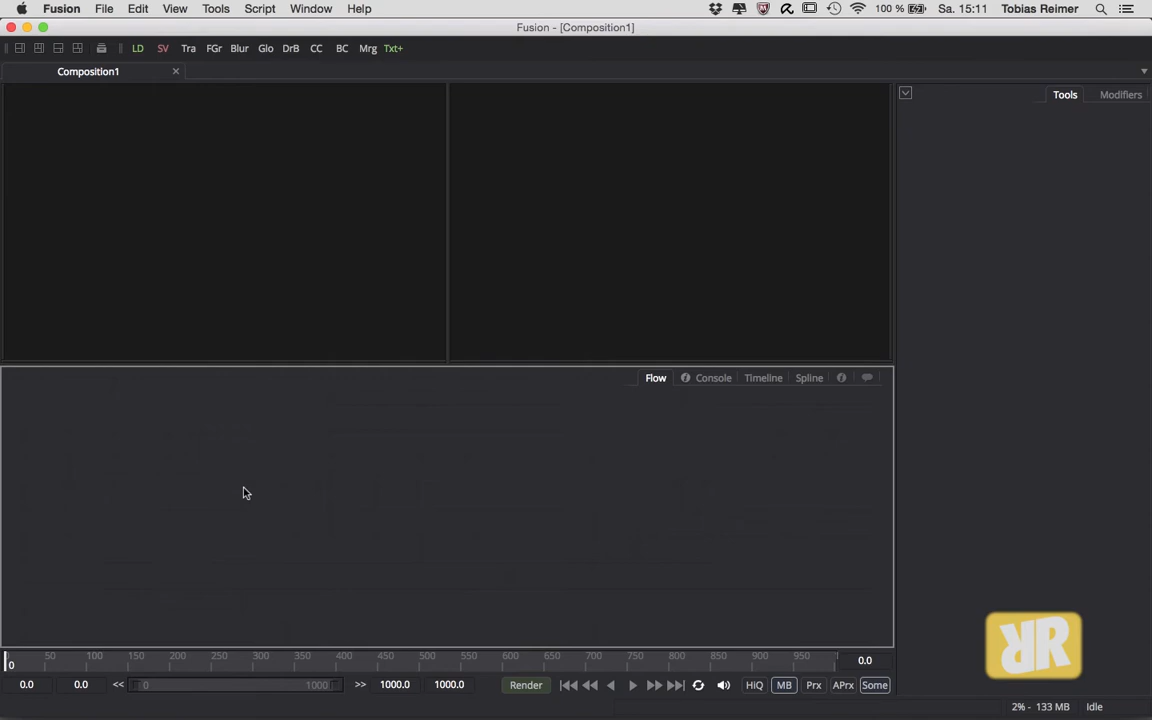 Fusion File Edit View Tools Script Window Help 100 % Sa. 15:11 Tobias Reimer
Fusion - [Composition1]
LD SV Tra FGr Blur Glo DrB CC BC Mrg Txt+
Composition1
Tools Modifiers
Flow Console Timeline Spline
0 50 100 150 200 250 300 350 400 450 500 550 600 650 700 750 800 850 900 950 0.0
0.0 0.0 << 0 1000 >> 1000.0 1000.0 Render HiQ MB Prx APrx Some
2% - 133 MB Idle
RR